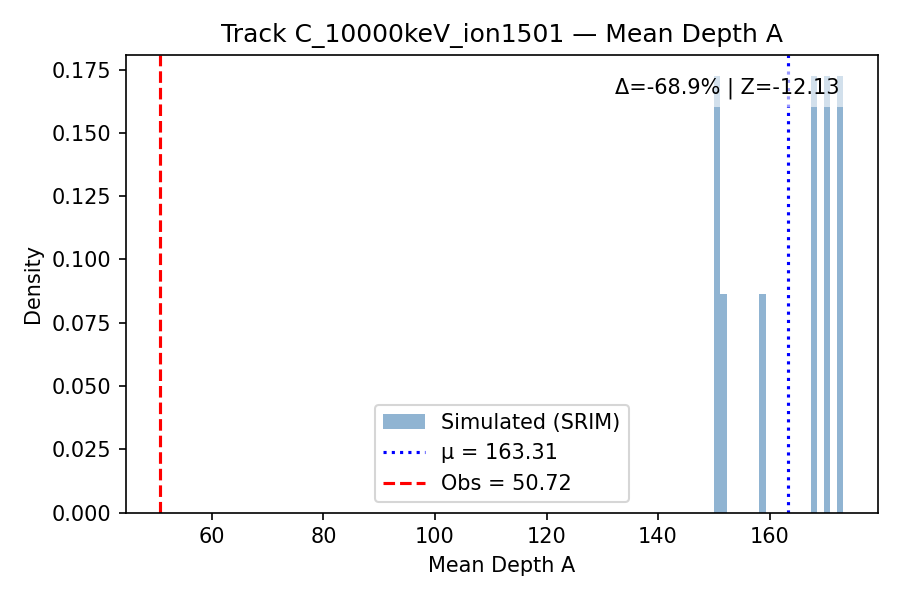 Track C_10000keV_ion1501 — Mean Depth A
Δ=-68.9% | Z=-12.13
Density
0.175
0.150
0.125
0.100
0.075
0.050
0.025
0.000
Simulated (SRIM)
μ = 163.31
Obs = 50.72
60 80 100 120 140 160
Mean Depth A